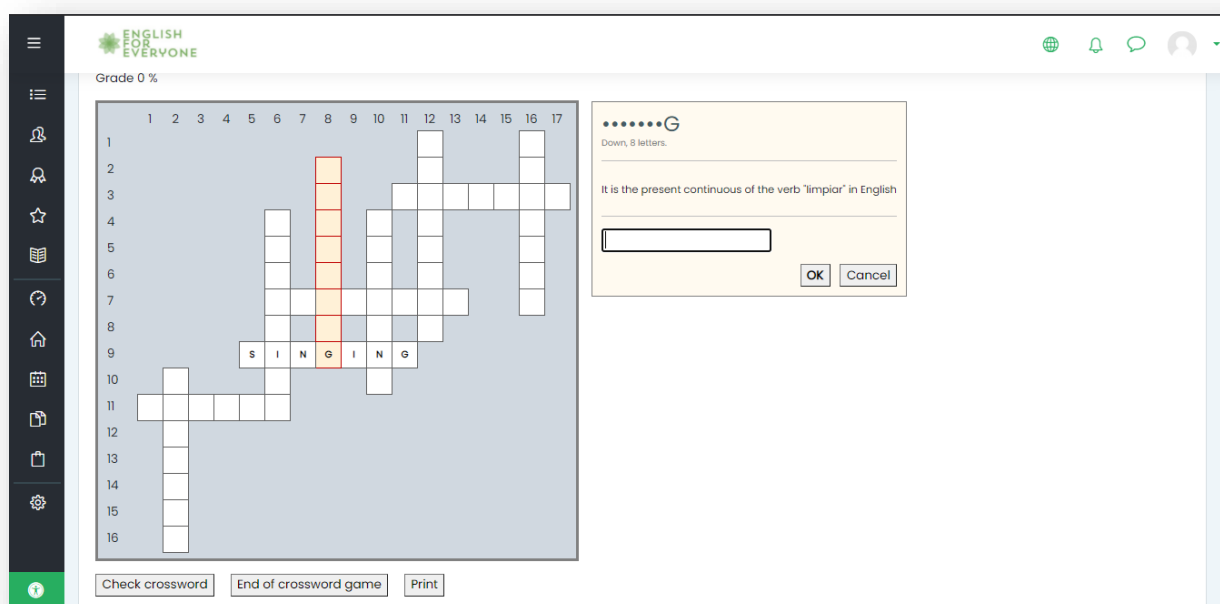 ENGLISH
FOR
EVERYONE
Grade 0 %
1 2 3 4 5 6 7 8 9 10 11 12 13 14 15 16 17
1
2
3
4
5
6
7
8
9 S I N G I N G
10
11
12
13
14
15
16
•••••••G
Down, 8 letters.
It is the present continuous of the verb "limpiar" in English
OK Cancel
Check crossword End of crossword game Print